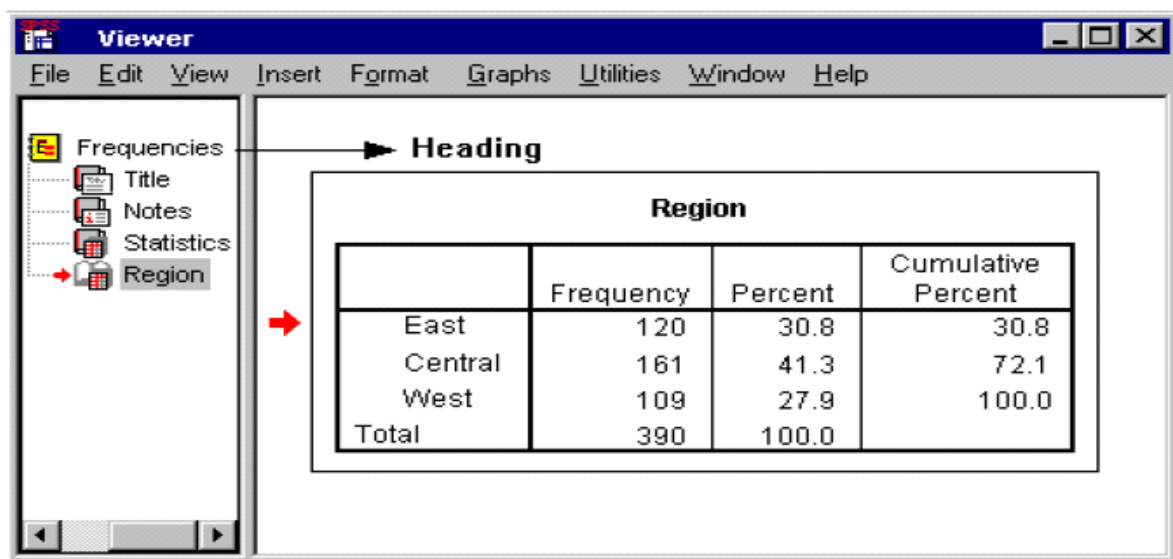 SPSS
Viewer
File Edit View Insert Format Graphs Utilities Window Help
Frequencies
Title
Notes
Statistics
Region
Heading
Region
Frequency Percent Cumulative Percent
East 120 30.8 30.8
Central 161 41.3 72.1
West 109 27.9 100.0
Total 390 100.0